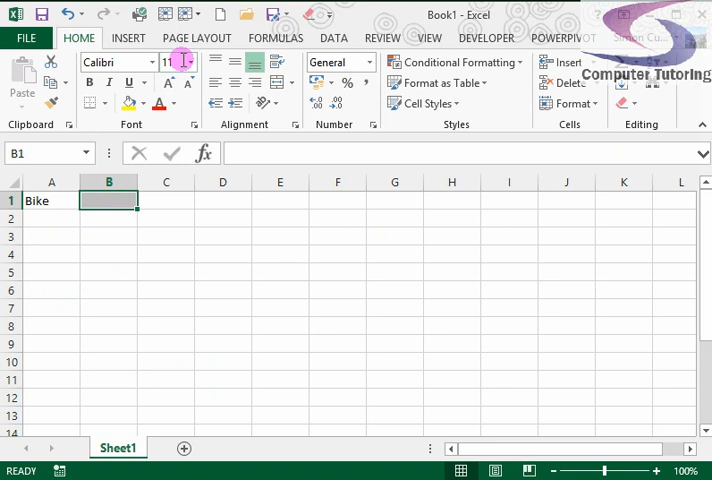 Book1 - Excel
?
FILE HOME INSERT PAGE LAYOUT FORMULAS DATA REVIEW VIEW DEVELOPER POWERPIVOT
Simon Cu...
Computer Tutoring
Paste
Clipboard
Calibri 11
B I U A A
A
Font
Alignment
General
% ,
Number
Conditional Formatting
Format as Table
Cell Styles
Styles
Insert
Delete
Format
Cells
Editing
B1 fx
A B C D E F G H I J K L
1 Bike
2
3
4
5
6
7
8
9
10
11
12
13
14
Sheet1
READY 100%